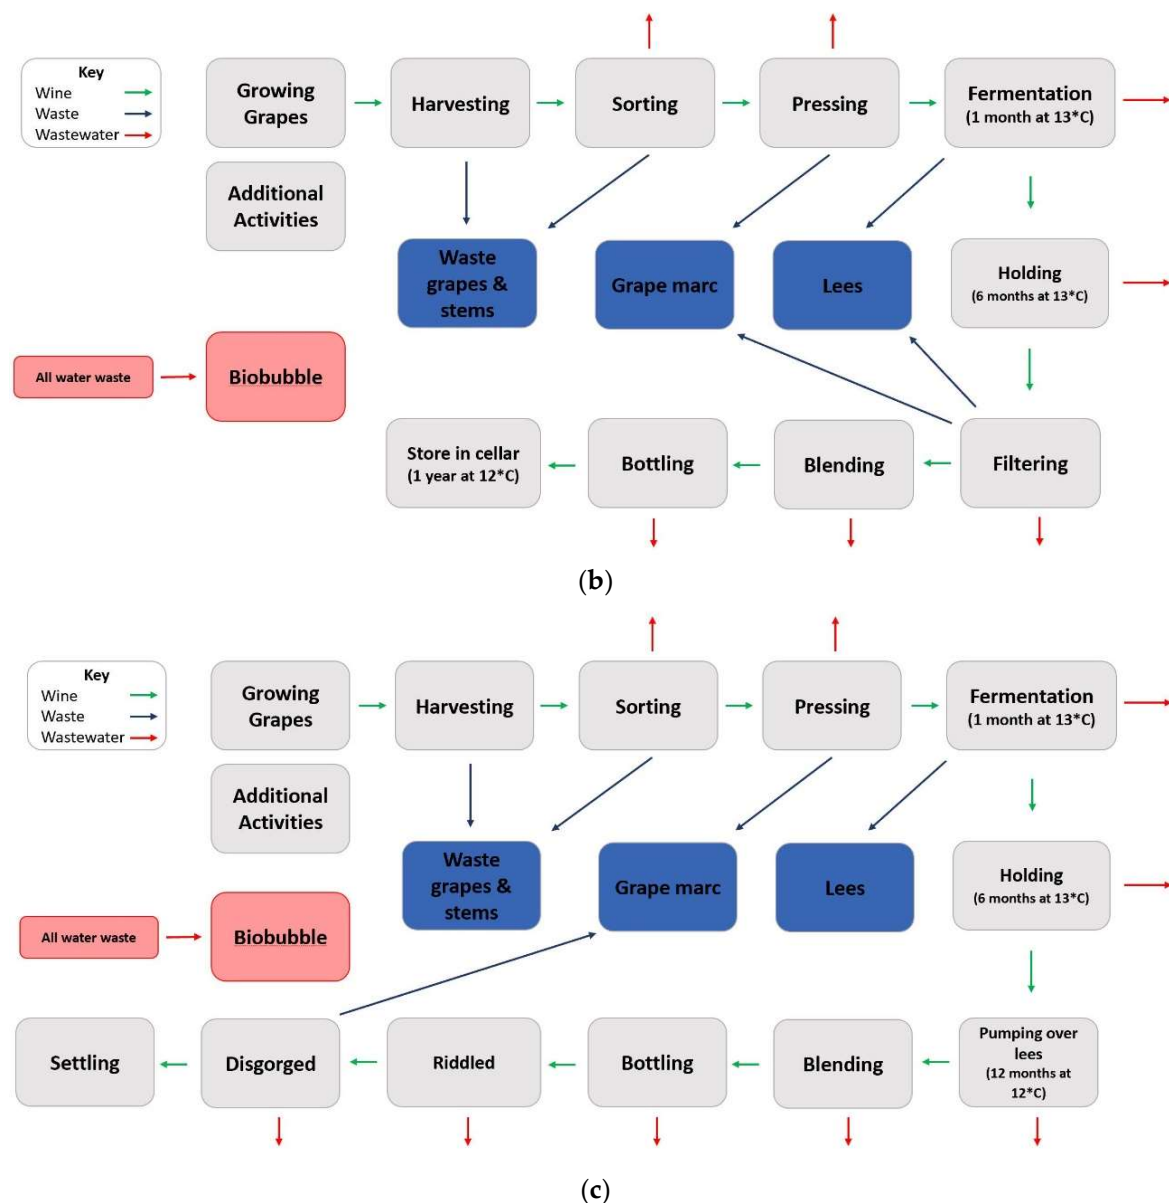 Key
Wine
Waste
Wastewater
Growing
Grapes
Harvesting
Sorting
Pressing
Fermentation
(1 month at 13*C)
Additional
Activities
Waste
grapes &
stems
Grape marc
Lees
Holding
(6 months at 13*C)
All water waste
Biobubble
Store in cellar
(1 year at 12*C)
Bottling
Blending
Filtering
(b)
Key
Wine
Waste
Wastewater
Growing
Grapes
Harvesting
Sorting
Pressing
Fermentation
(1 month at 13*C)
Additional
Activities
Waste
grapes &
stems
Grape marc
Lees
Holding
(6 months at 13*C)
All water waste
Biobubble
Settling
Disgorged
Riddled
Bottling
Blending
Pumping over
lees
(12 months at
12*C)
(c)